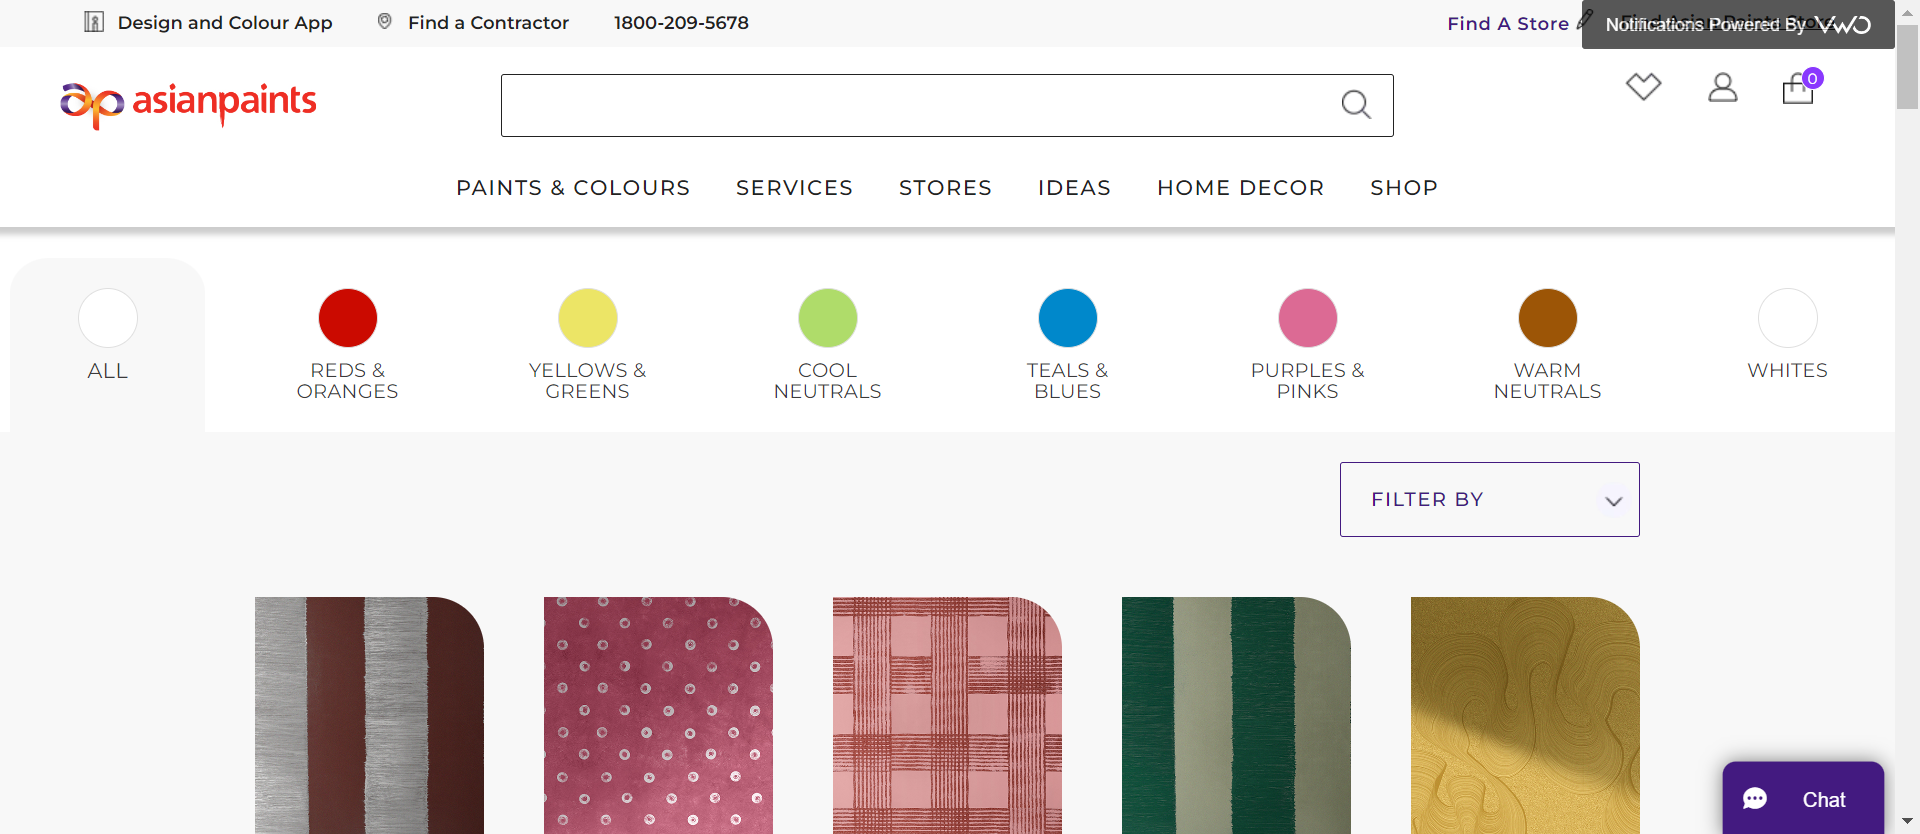 Design and Colour App
Find a Contractor
1800-209-5678
Find A Store
Notifications Powered By VWO
asianpaints
0
PAINTS & COLOURS
SERVICES
STORES
IDEAS
HOME DECOR
SHOP
ALL
REDS &
ORANGES
YELLOWS &
GREENS
COOL
NEUTRALS
TEALS &
BLUES
PURPLES &
PINKS
WARM
NEUTRALS
WHITES
FILTER BY
Chat